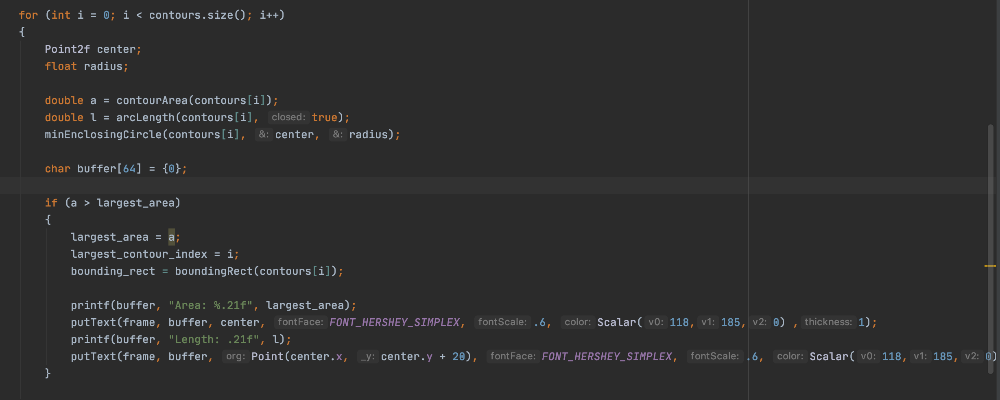 for (int i = 0; i < contours.size(); i++)
{
    Point2f center;
    float radius;

    double a = contourArea(contours[i]);
    double l = arcLength(contours[i], closed: true);
    minEnclosingCircle(contours[i], &: center, &: radius);

    char buffer[64] = {0};

    if (a > largest_area)
    {
        largest_area = a;
        largest_contour_index = i;
        bounding_rect = boundingRect(contours[i]);

        printf(buffer, "Area: %.21f", largest_area);
        putText(frame, buffer, center, fontFace: FONT_HERSHEY_SIMPLEX, fontScale: .6, color: Scalar( v0: 118, v1: 185, v2: 0) , thickness: 1);
        printf(buffer, "Length: .21f", l);
        putText(frame, buffer, org: Point(center.x, _y: center.y + 20), fontFace: FONT_HERSHEY_SIMPLEX, fontScale: .6, color: Scalar( v0: 118, v1: 185, v2: 0)
    }